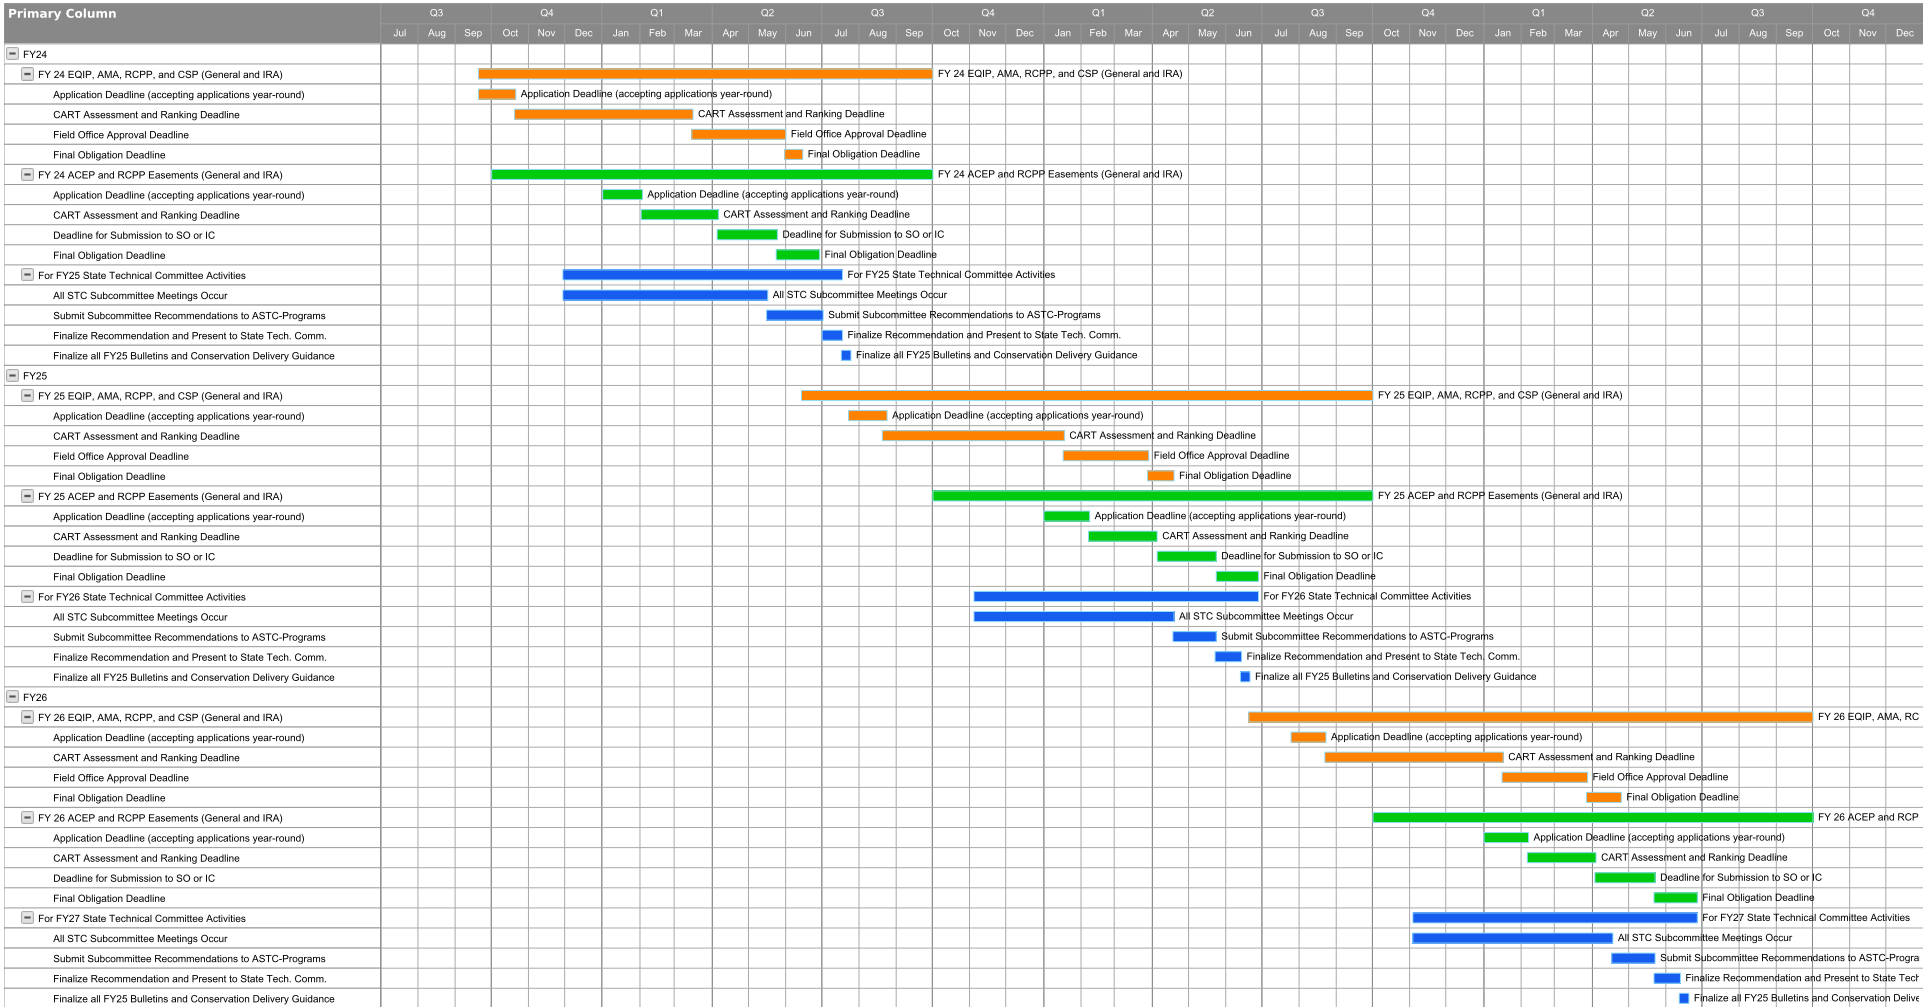 Primary Column Q3 Q4 Q1 Q2 Q3 Q4 Q1 Q2 Q3 Q4 Q1 Q2 Q3 Q4
Jul Aug Sep Oct Nov Dec Jan Feb Mar Apr May Jun Jul Aug Sep Oct Nov Dec Jan Feb Mar Apr May Jun Jul Aug Sep Oct Nov Dec Jan Feb Mar Apr May Jun Jul Aug Sep Oct Nov Dec
FY24
FY 24 EQIP, AMA, RCPP, and CSP (General and IRA) FY 24 EQIP, AMA, RCPP, and CSP (General and IRA)
Application Deadline (accepting applications year-round) Application Deadline (accepting applications year-round)
CART Assessment and Ranking Deadline CART Assessment and Ranking Deadline
Field Office Approval Deadline Field Office Approval Deadline
Final Obligation Deadline Final Obligation Deadline
FY 24 ACEP and RCPP Easements (General and IRA) FY 24 ACEP and RCPP Easements (General and IRA)
Application Deadline (accepting applications year-round) Application Deadline (accepting applications year-round)
CART Assessment and Ranking Deadline CART Assessment and Ranking Deadline
Deadline for Submission to SO or IC Deadline for Submission to SO or IC
Final Obligation Deadline Final Obligation Deadline
For FY25 State Technical Committee Activities For FY25 State Technical Committee Activities
All STC Subcommittee Meetings Occur All STC Subcommittee Meetings Occur
Submit Subcommittee Recommendations to ASTC-Programs Submit Subcommittee Recommendations to ASTC-Programs
Finalize Recommendation and Present to State Tech. Comm. Finalize Recommendation and Present to State Tech. Comm.
Finalize all FY25 Bulletins and Conservation Delivery Guidance Finalize all FY25 Bulletins and Conservation Delivery Guidance
FY25
FY 25 EQIP, AMA, RCPP, and CSP (General and IRA) FY 25 EQIP, AMA, RCPP, and CSP (General and IRA)
Application Deadline (accepting applications year-round) Application Deadline (accepting applications year-round)
CART Assessment and Ranking Deadline CART Assessment and Ranking Deadline
Field Office Approval Deadline Field Office Approval Deadline
Final Obligation Deadline Final Obligation Deadline
FY 25 ACEP and RCPP Easements (General and IRA) FY 25 ACEP and RCPP Easements (General and IRA)
Application Deadline (accepting applications year-round) Application Deadline (accepting applications year-round)
CART Assessment and Ranking Deadline CART Assessment and Ranking Deadline
Deadline for Submission to SO or IC Deadline for Submission to SO or IC
Final Obligation Deadline Final Obligation Deadline
For FY26 State Technical Committee Activities For FY26 State Technical Committee Activities
All STC Subcommittee Meetings Occur All STC Subcommittee Meetings Occur
Submit Subcommittee Recommendations to ASTC-Programs Submit Subcommittee Recommendations to ASTC-Programs
Finalize Recommendation and Present to State Tech. Comm. Finalize Recommendation and Present to State Tech. Comm.
Finalize all FY25 Bulletins and Conservation Delivery Guidance Finalize all FY25 Bulletins and Conservation Delivery Guidance
FY26
FY 26 EQIP, AMA, RCPP, and CSP (General and IRA) FY 26 EQIP, AMA, RC
Application Deadline (accepting applications year-round) Application Deadline (accepting applications year-round)
CART Assessment and Ranking Deadline CART Assessment and Ranking Deadline
Field Office Approval Deadline Field Office Approval Deadline
Final Obligation Deadline Final Obligation Deadline
FY 26 ACEP and RCPP Easements (General and IRA) FY 26 ACEP and RCP
Application Deadline (accepting applications year-round) Application Deadline (accepting applications year-round)
CART Assessment and Ranking Deadline CART Assessment and Ranking Deadline
Deadline for Submission to SO or IC Deadline for Submission to SO or IC
Final Obligation Deadline Final Obligation Deadline
For FY27 State Technical Committee Activities For FY27 State Technical Committee Activities
All STC Subcommittee Meetings Occur All STC Subcommittee Meetings Occur
Submit Subcommittee Recommendations to ASTC-Programs Submit Subcommittee Recommendations to ASTC-Progra
Finalize Recommendation and Present to State Tech. Comm. Finalize Recommendation and Present to State Tech
Finalize all FY25 Bulletins and Conservation Delivery Guidance Finalize all FY25 Bulletins and Conservation Delive